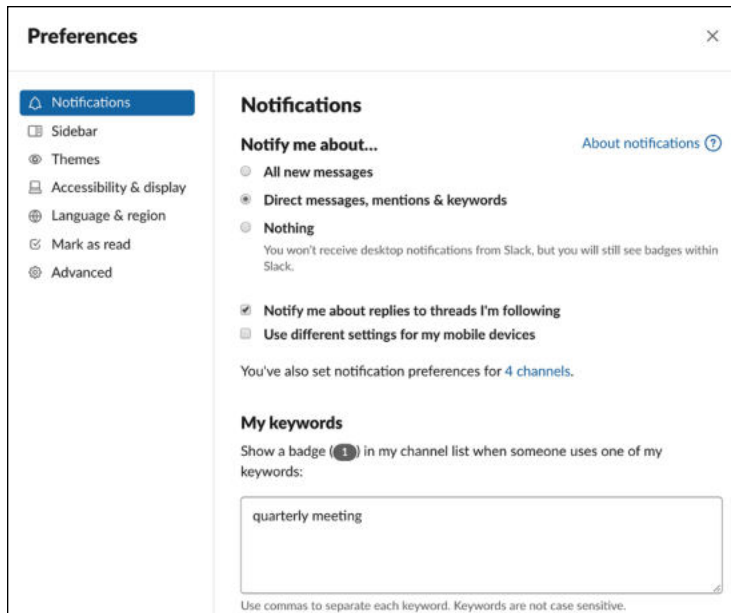 Preferences
Notifications
Sidebar
Themes
Accessibility & display
Language & region
Mark as read
Advanced
Notifications
Notify me about...
About notifications ?
All new messages
Direct messages, mentions & keywords
Nothing
You won't receive desktop notifications from Slack, but you will still see badges within
Slack.
Notify me about replies to threads I'm following
Use different settings for my mobile devices
You've also set notification preferences for 4 channels.
My keywords
Show a badge (1) in my channel list when someone uses one of my
keywords:
quarterly meeting
Use commas to separate each keyword. Keywords are not case sensitive.